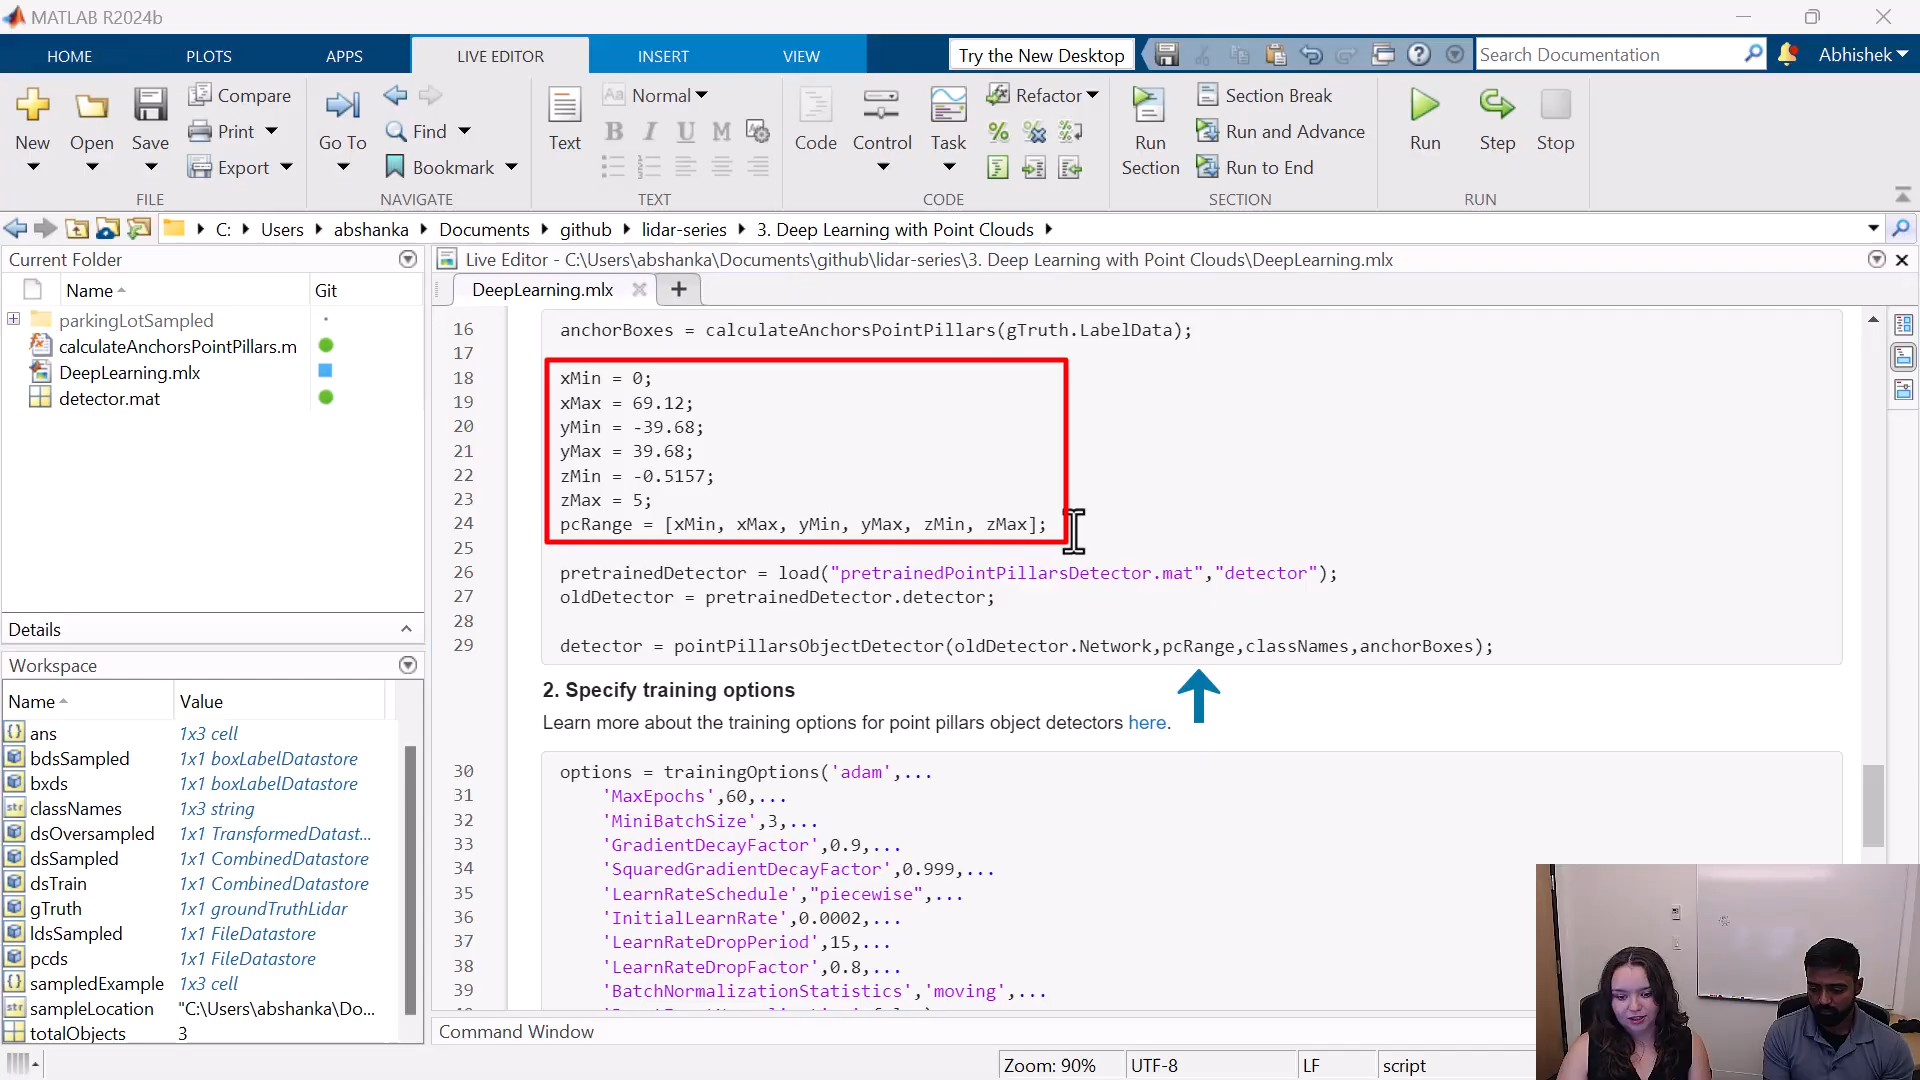 MATLAB R2024b
HOME
PLOTS
APPS
LIVE EDITOR
INSERT
VIEW
Try the New Desktop
Search Documentation
Abhishek
New
Open
Save
Compare
Print
Export
FILE
Go To
Find
Bookmark
NAVIGATE
Text
Aa Normal
B I U M
TEXT
Code
Control
Task
Refactor
CODE
Run Section
Section Break
Run and Advance
Run to End
SECTION
Run
Step
Stop
RUN
C: Users abshanka Documents github lidar-series 3. Deep Learning with Point Clouds
Current Folder
Name Git
parkingLotSampled
calculateAnchorsPointPillars.m
DeepLearning.mlx
detector.mat
Details
Workspace
Name Value
ans 1x3 cell
bdsSampled 1x1 boxLabelDatastore
bxds 1x1 boxLabelDatastore
classNames 1x3 string
dsOversampled 1x1 TransformedDatast...
dsSampled 1x1 CombinedDatastore
dsTrain 1x1 CombinedDatastore
gTruth 1x1 groundTruthLidar
ldsSampled 1x1 FileDatastore
pcds 1x1 FileDatastore
sampledExample 1x3 cell
sampleLocation "C:\Users\abshanka\Do...
totalObjects 3
Live Editor - C:\Users\abshanka\Documents\github\lidar-series\3. Deep Learning with Point Clouds\DeepLearning.mlx
DeepLearning.mlx
16 anchorBoxes = calculateAnchorsPointPillars(gTruth.LabelData);
17
18 xMin = 0;
19 xMax = 69.12;
20 yMin = -39.68;
21 yMax = 39.68;
22 zMin = -0.5157;
23 zMax = 5;
24 pcRange = [xMin, xMax, yMin, yMax, zMin, zMax];
25
26 pretrainedDetector = load("pretrainedPointPillarsDetector.mat","detector");
27 oldDetector = pretrainedDetector.detector;
28
29 detector = pointPillarsObjectDetector(oldDetector.Network,pcRange,classNames,anchorBoxes);
2. Specify training options
Learn more about the training options for point pillars object detectors here.
30 options = trainingOptions('adam',...
31 'MaxEpochs',60,...
32 'MiniBatchSize',3,...
33 'GradientDecayFactor',0.9,...
34 'SquaredGradientDecayFactor',0.999,...
35 'LearnRateSchedule',"piecewise",...
36 'InitialLearnRate',0.0002,...
37 'LearnRateDropPeriod',15,...
38 'LearnRateDropFactor',0.8,...
39 'BatchNormalizationStatistics','moving',...
Command Window
Zoom: 90%
UTF-8
LF
script